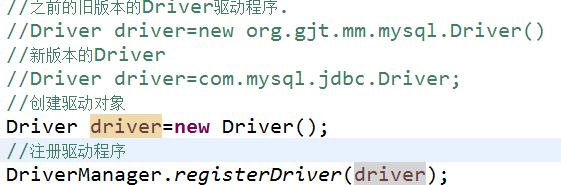 //之前的旧版本的Driver驱动程序.
//Driver driver=new org.gjt.mm.mysql.Driver()
//新版本的Driver
//Driver driver=com.mysql.jdbc.Driver;
//创建驱动对象
Driver driver=new Driver();
//注册驱动程序
DriverManager.registerDriver(driver);